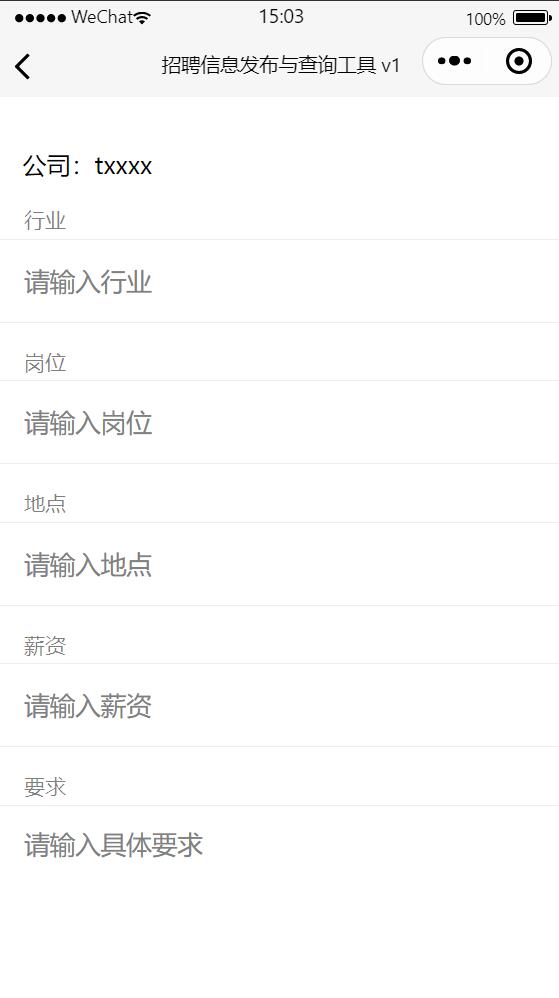 WeChat 15:03 100%
招聘信息发布与查询工具 v1
公司：txxxx
行业
请输入行业
岗位
请输入岗位
地点
请输入地点
薪资
请输入薪资
要求
请输入具体要求